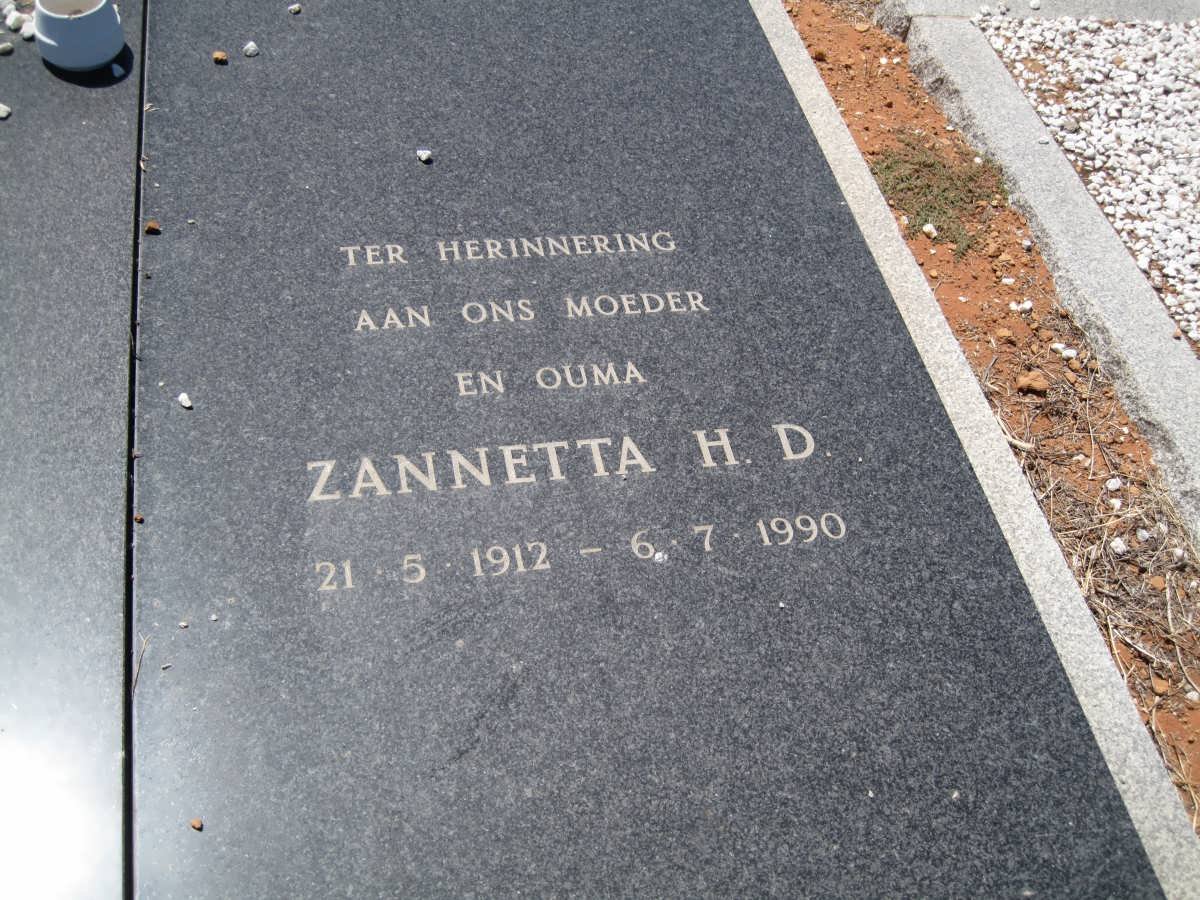 TER HERINNERING
AAN ONS MOEDER
EN OUMA
ZANNETTA H. D.
21 · 5 · 1912 – 6 · 7 · 1990